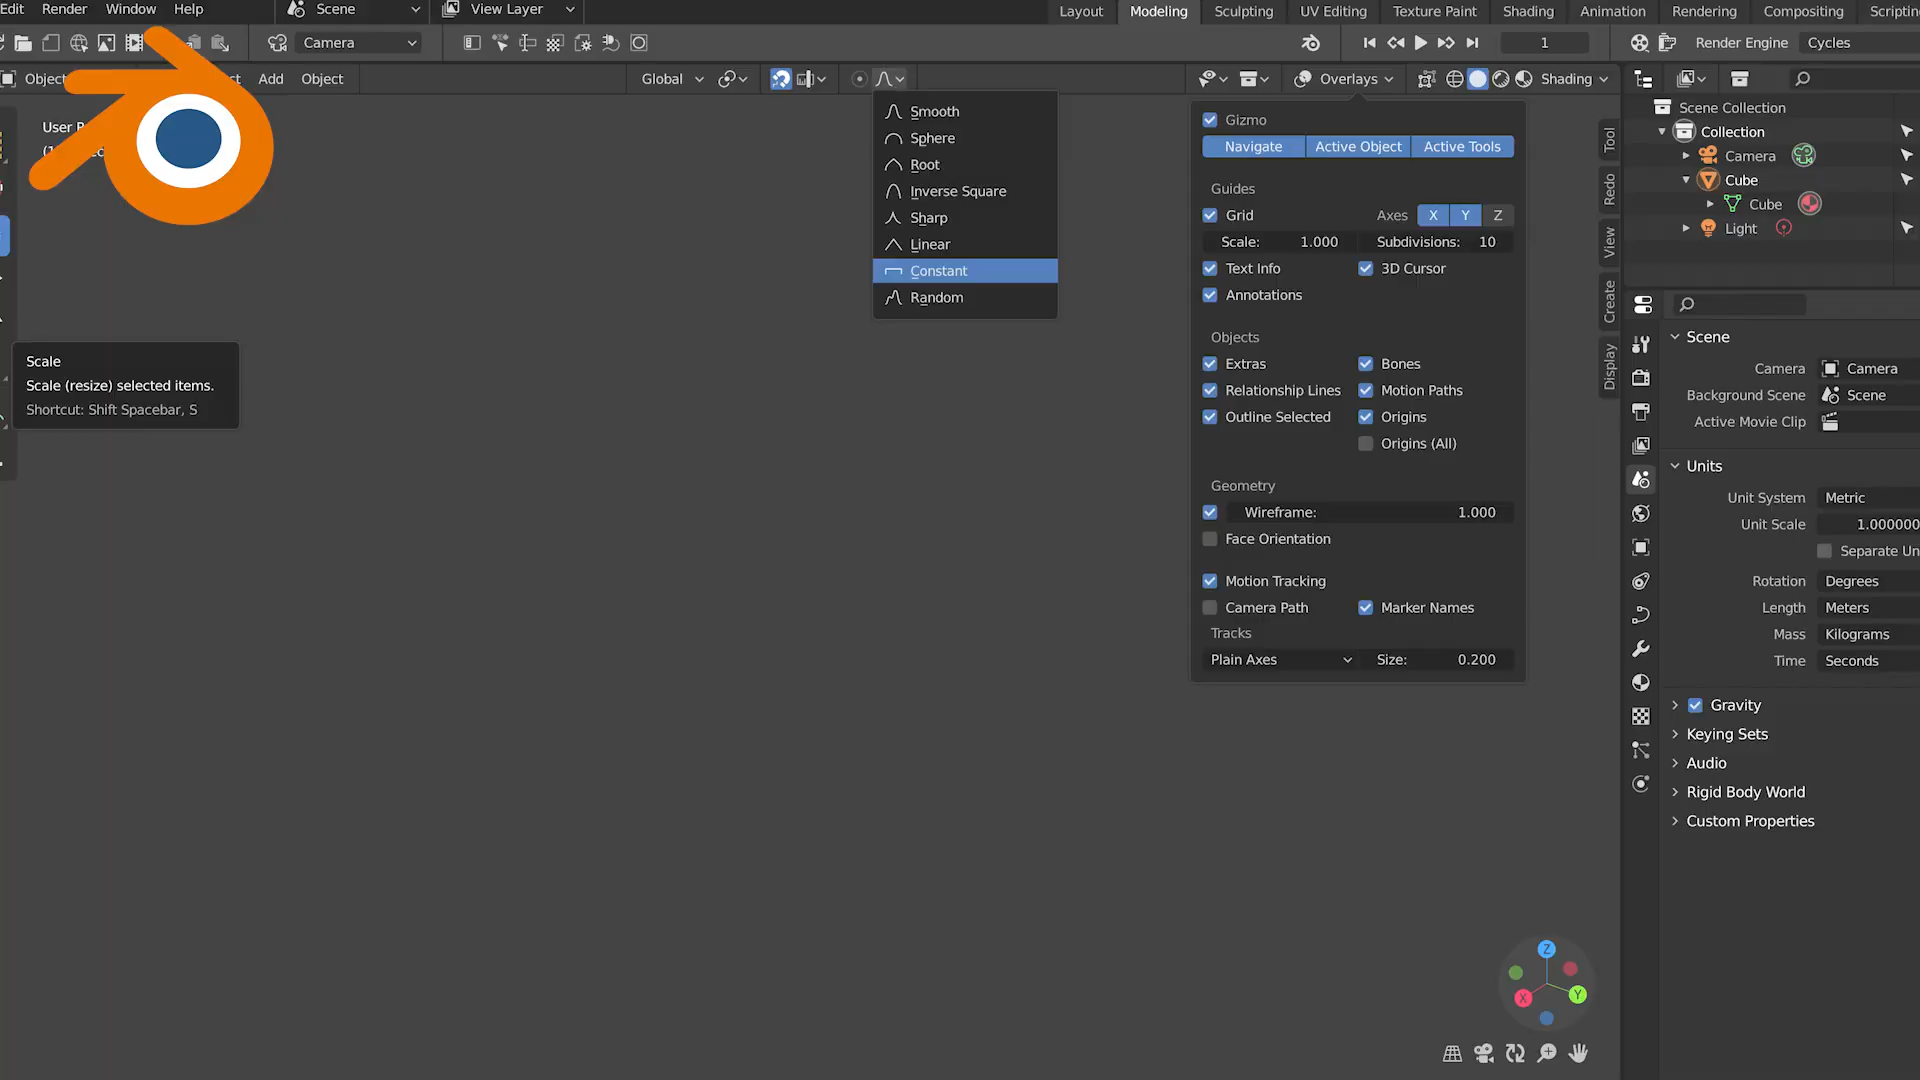 Edit Render Window Help Scene View Layer Layout Modeling Sculpting UV Editing Texture Paint Shading Animation Rendering Compositing Scripting
Camera 1 Render Engine Cycles
Object Add Object Global Overlays Shading
Smooth
Sphere
Root
Inverse Square
Sharp
Linear
Constant
Random
Scale
Scale (resize) selected items.
Shortcut: Shift Spacebar, S
Gizmo
Navigate Active Object Active Tools
Guides
Grid Axes X Y Z
Scale: 1.000 Subdivisions: 10
Text Info 3D Cursor
Annotations
Objects
Extras Bones
Relationship Lines Motion Paths
Outline Selected Origins
Origins (All)
Geometry
Wireframe: 1.000
Face Orientation
Motion Tracking
Camera Path Marker Names
Tracks
Plain Axes Size: 0.200
Z
X Y
Tool
Redo
View
Create
Display
Scene Collection
Collection
Camera
Cube
Cube
Light
Scene
Camera Camera
Background Scene Scene
Active Movie Clip
Units
Unit System Metric
Unit Scale 1.000000
Separate Un
Rotation Degrees
Length Meters
Mass Kilograms
Time Seconds
Gravity
Keying Sets
Audio
Rigid Body World
Custom Properties